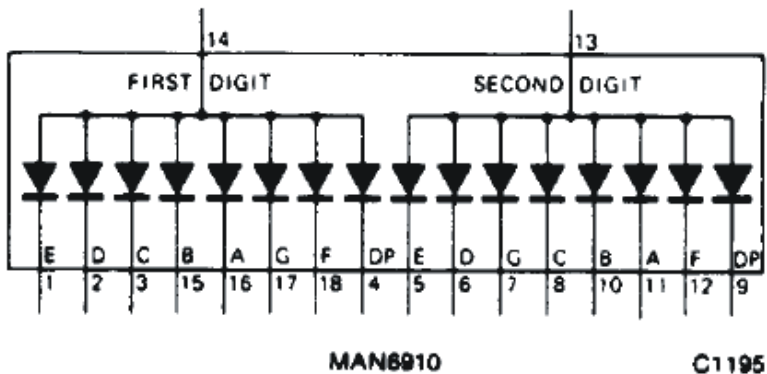 14 13
FIRST DIGIT SECOND DIGIT
E D C B A G F DP E D G C B A F DP
1 2 3 15 16 17 18 4 5 6 7 8 10 11 12 9
MAN6910 C1195